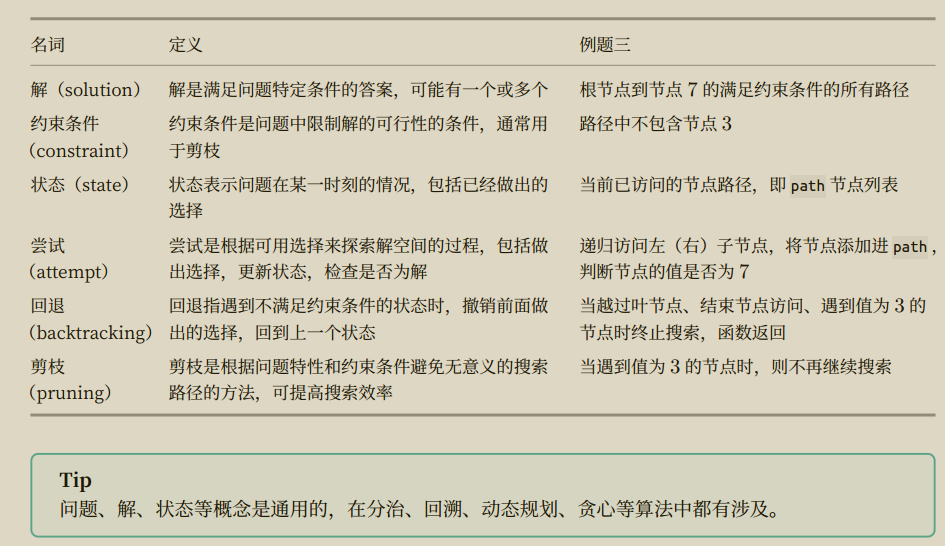 名词 定义 例题三
解（solution） 解是满足问题特定条件的答案，可能有一个或多个 根节点到节点 7 的满足约束条件的所有路径
约束条件 约束条件是问题中限制解的可行性的条件，通常用 路径中不包含节点 3
（constraint） 于剪枝
状态（state） 状态表示问题在某一时刻的情况，包括已经做出的 当前已访问的节点路径，即 path 节点列表
选择
尝试 尝试是根据可用选择来探索解空间的过程，包括做 递归访问左（右）子节点，将节点添加进 path ，
（attempt） 出选择，更新状态，检查是否为解 判断节点的值是否为 7
回退 回退指遇到不满足约束条件的状态时，撤销前面做 当越过叶节点、结束节点访问、遇到值为 3 的
（backtracking） 出的选择，回到上一个状态 节点时终止搜索，函数返回
剪枝 剪枝是根据问题特性和约束条件避免无意义的搜索 当遇到值为 3 的节点时，则不再继续搜索
（pruning） 路径的方法，可提高搜索效率
Tip
问题、解、状态等概念是通用的，在分治、回溯、动态规划、贪心等算法中都有涉及。